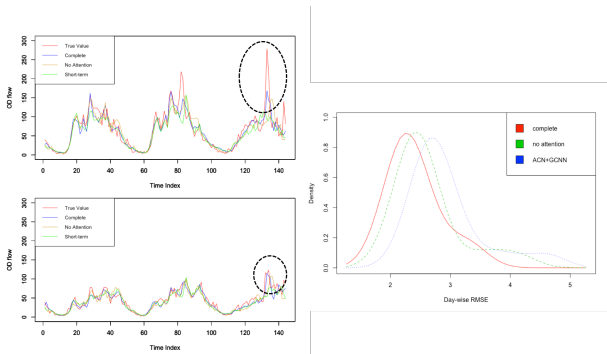 OD flow
300
250
200
150
100
50
0
True Value
Complete
No Attention
Short-term
0 20 40 60 80 100 120 140
Time Index
OD flow
300
250
200
150
100
50
0
True Value
Complete
No Attention
Short-term
0 20 40 60 80 100 120 140
Time Index
Density
1.0
0.8
0.6
0.4
0.2
0.0
complete
no attention
ACN+GCNN
2 3 4 5
Day-wise RMSE